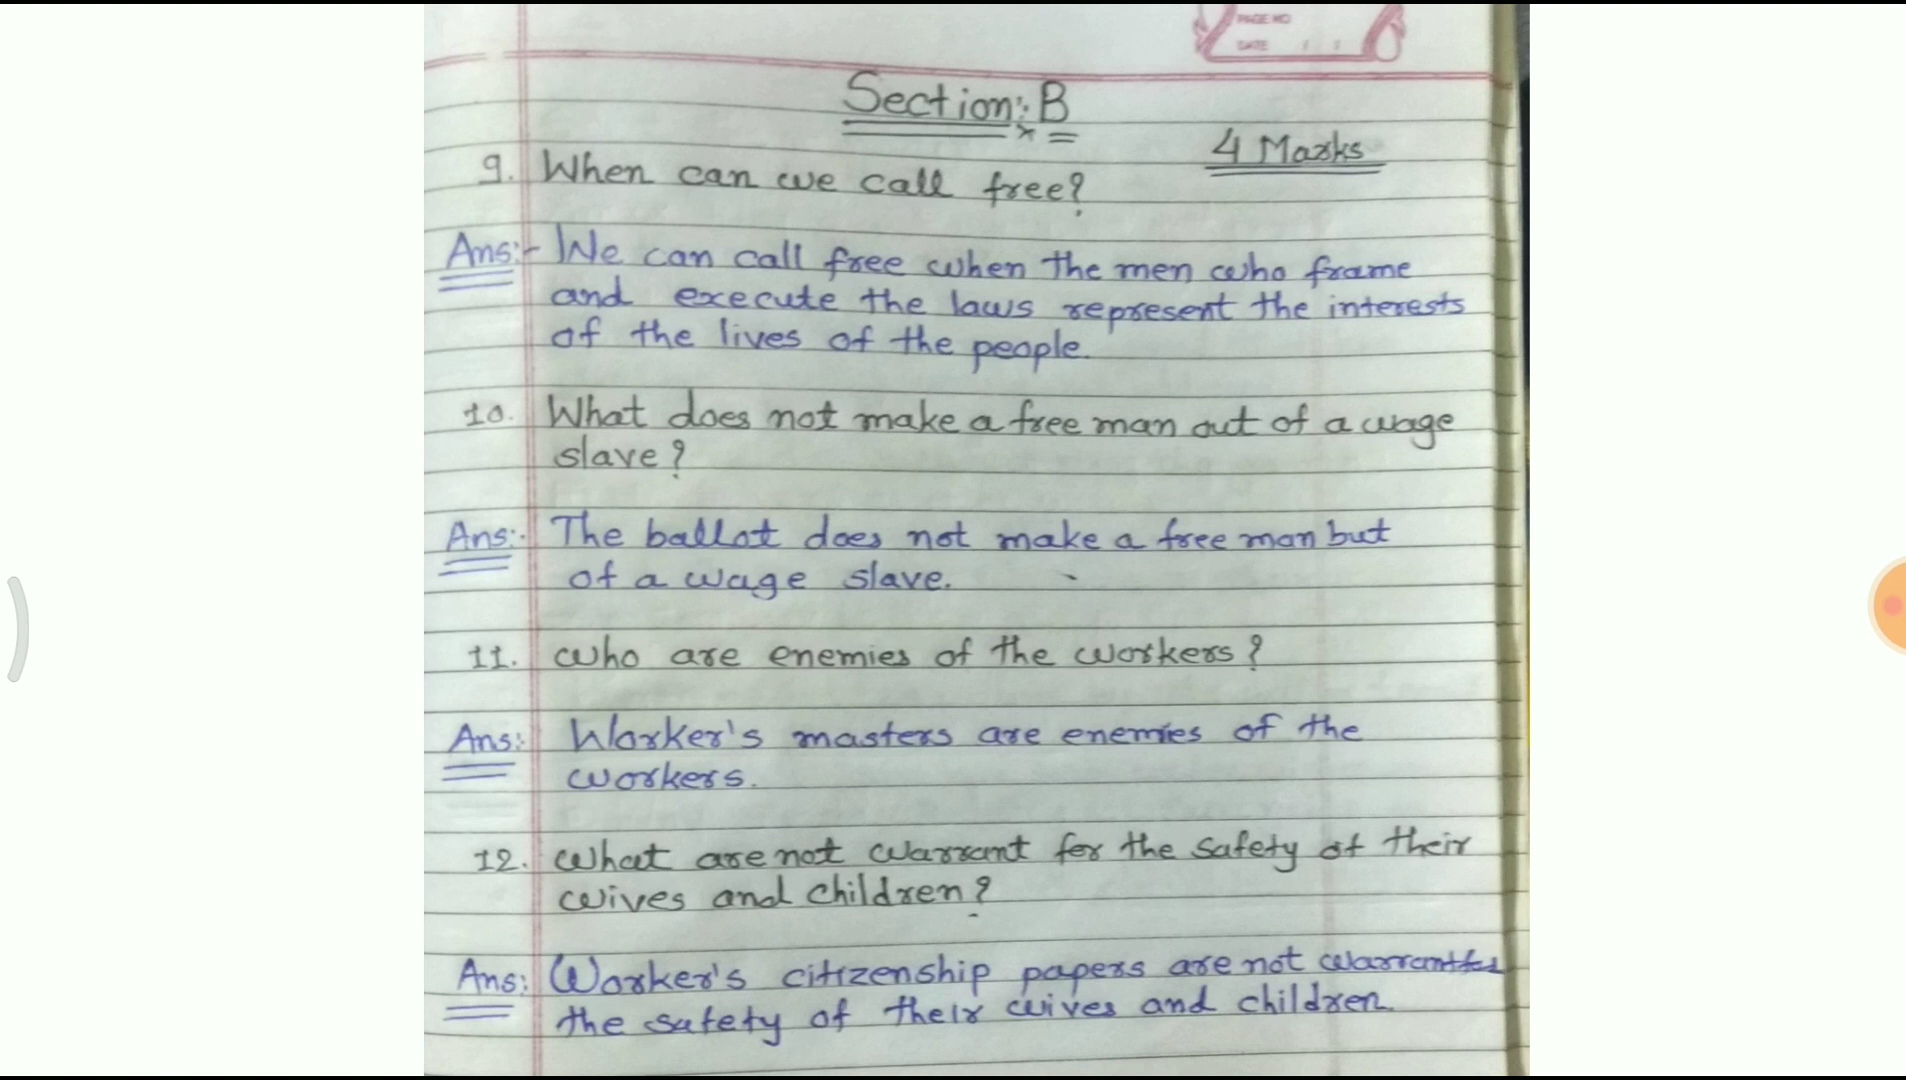 PAGE NO
DATE / /
Section: B
4 Marks
9. When can we call free?
Ans:- We can call free when the men who frame
and execute the laws represent the interests
of the lives of the people.
10. What does not make a free man out of a wage
slave?
Ans:- The ballot does not make a free man but
of a wage slave.
11. Who are enemies of the workers?
Ans: Worker's masters are enemies of the
workers.
12. What are not warrant for the safety of their
wives and children?
Ans: Worker's citizenship papers are not warrant for
the safety of their wives and children.